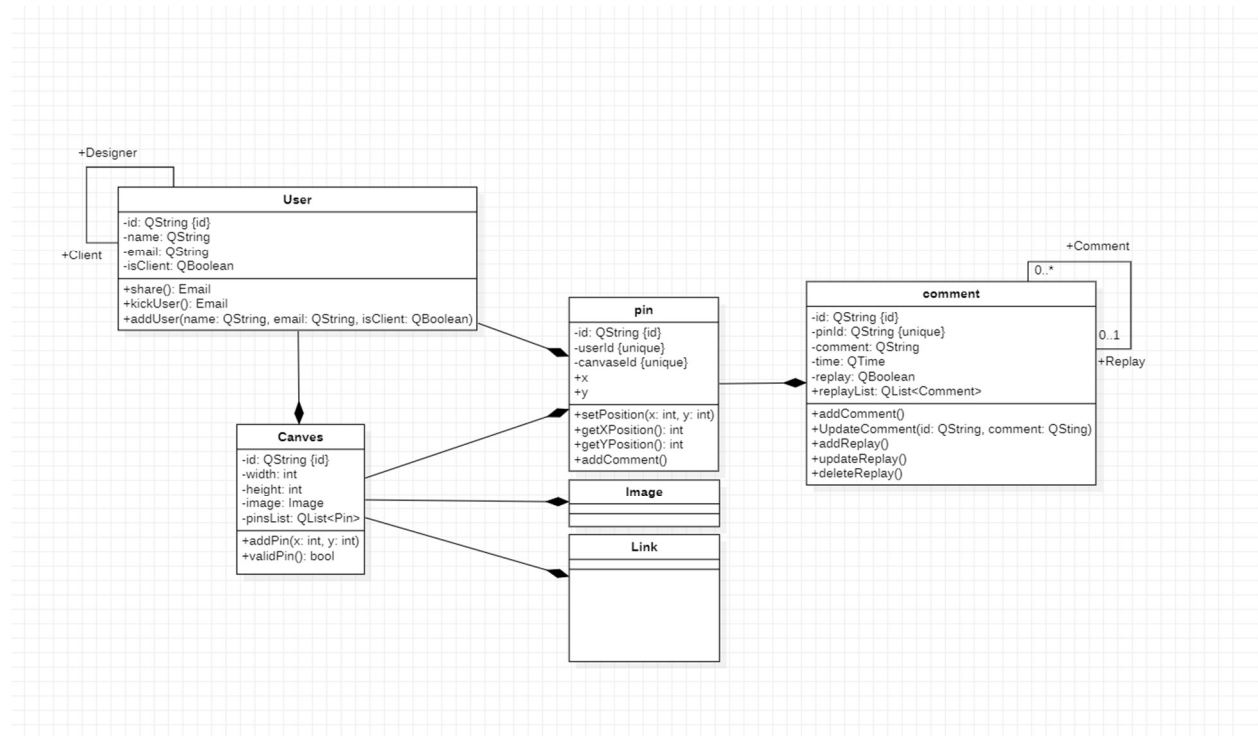 +Designer
+Client
User
-id: QString {id}
-name: QString
-email: QString
-isClient: QBoolean
+share(): Email
+kickUser(): Email
+addUser(name: QString, email: QString, isClient: QBoolean)
Canves
-id: QString {id}
-width: int
-height: int
-image: Image
-pinsList: QList<Pin>
+addPin(x: int, y: int)
+validPin(): bool
pin
-id: QString {id}
-userId {unique}
-canvaseId {unique}
+x
+y
+setPosition(x: int, y: int)
+getXPosition(): int
+getYPosition(): int
+addComment()
Image
Link
+Comment
0..*
0..1
+Replay
comment
-id: QString {id}
-pinId: QString {unique}
-comment: QString
-time: QTime
-replay: QBoolean
+replayList: QList<Comment>
+addComment()
+UpdateComment(id: QString, comment: QSting)
+addReplay()
+updateReplay()
+deleteReplay()